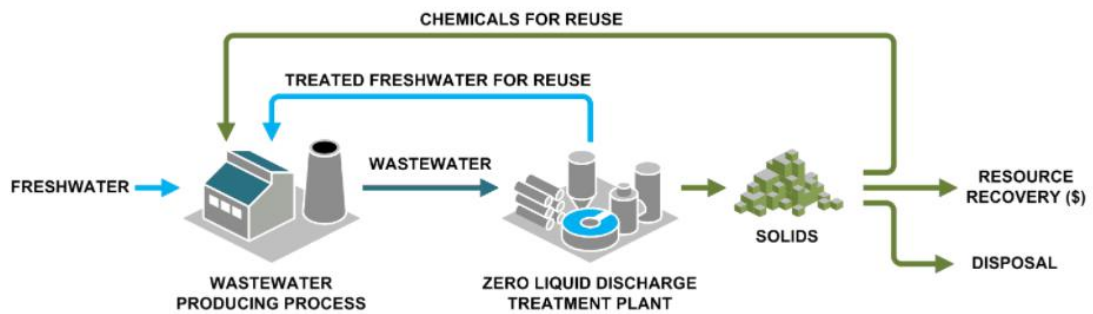 CHEMICALS FOR REUSE
TREATED FRESHWATER FOR REUSE
FRESHWATER
WASTEWATER
RESOURCE
RECOVERY ($)
SOLIDS
DISPOSAL
WASTEWATER
PRODUCING PROCESS
ZERO LIQUID DISCHARGE
TREATMENT PLANT